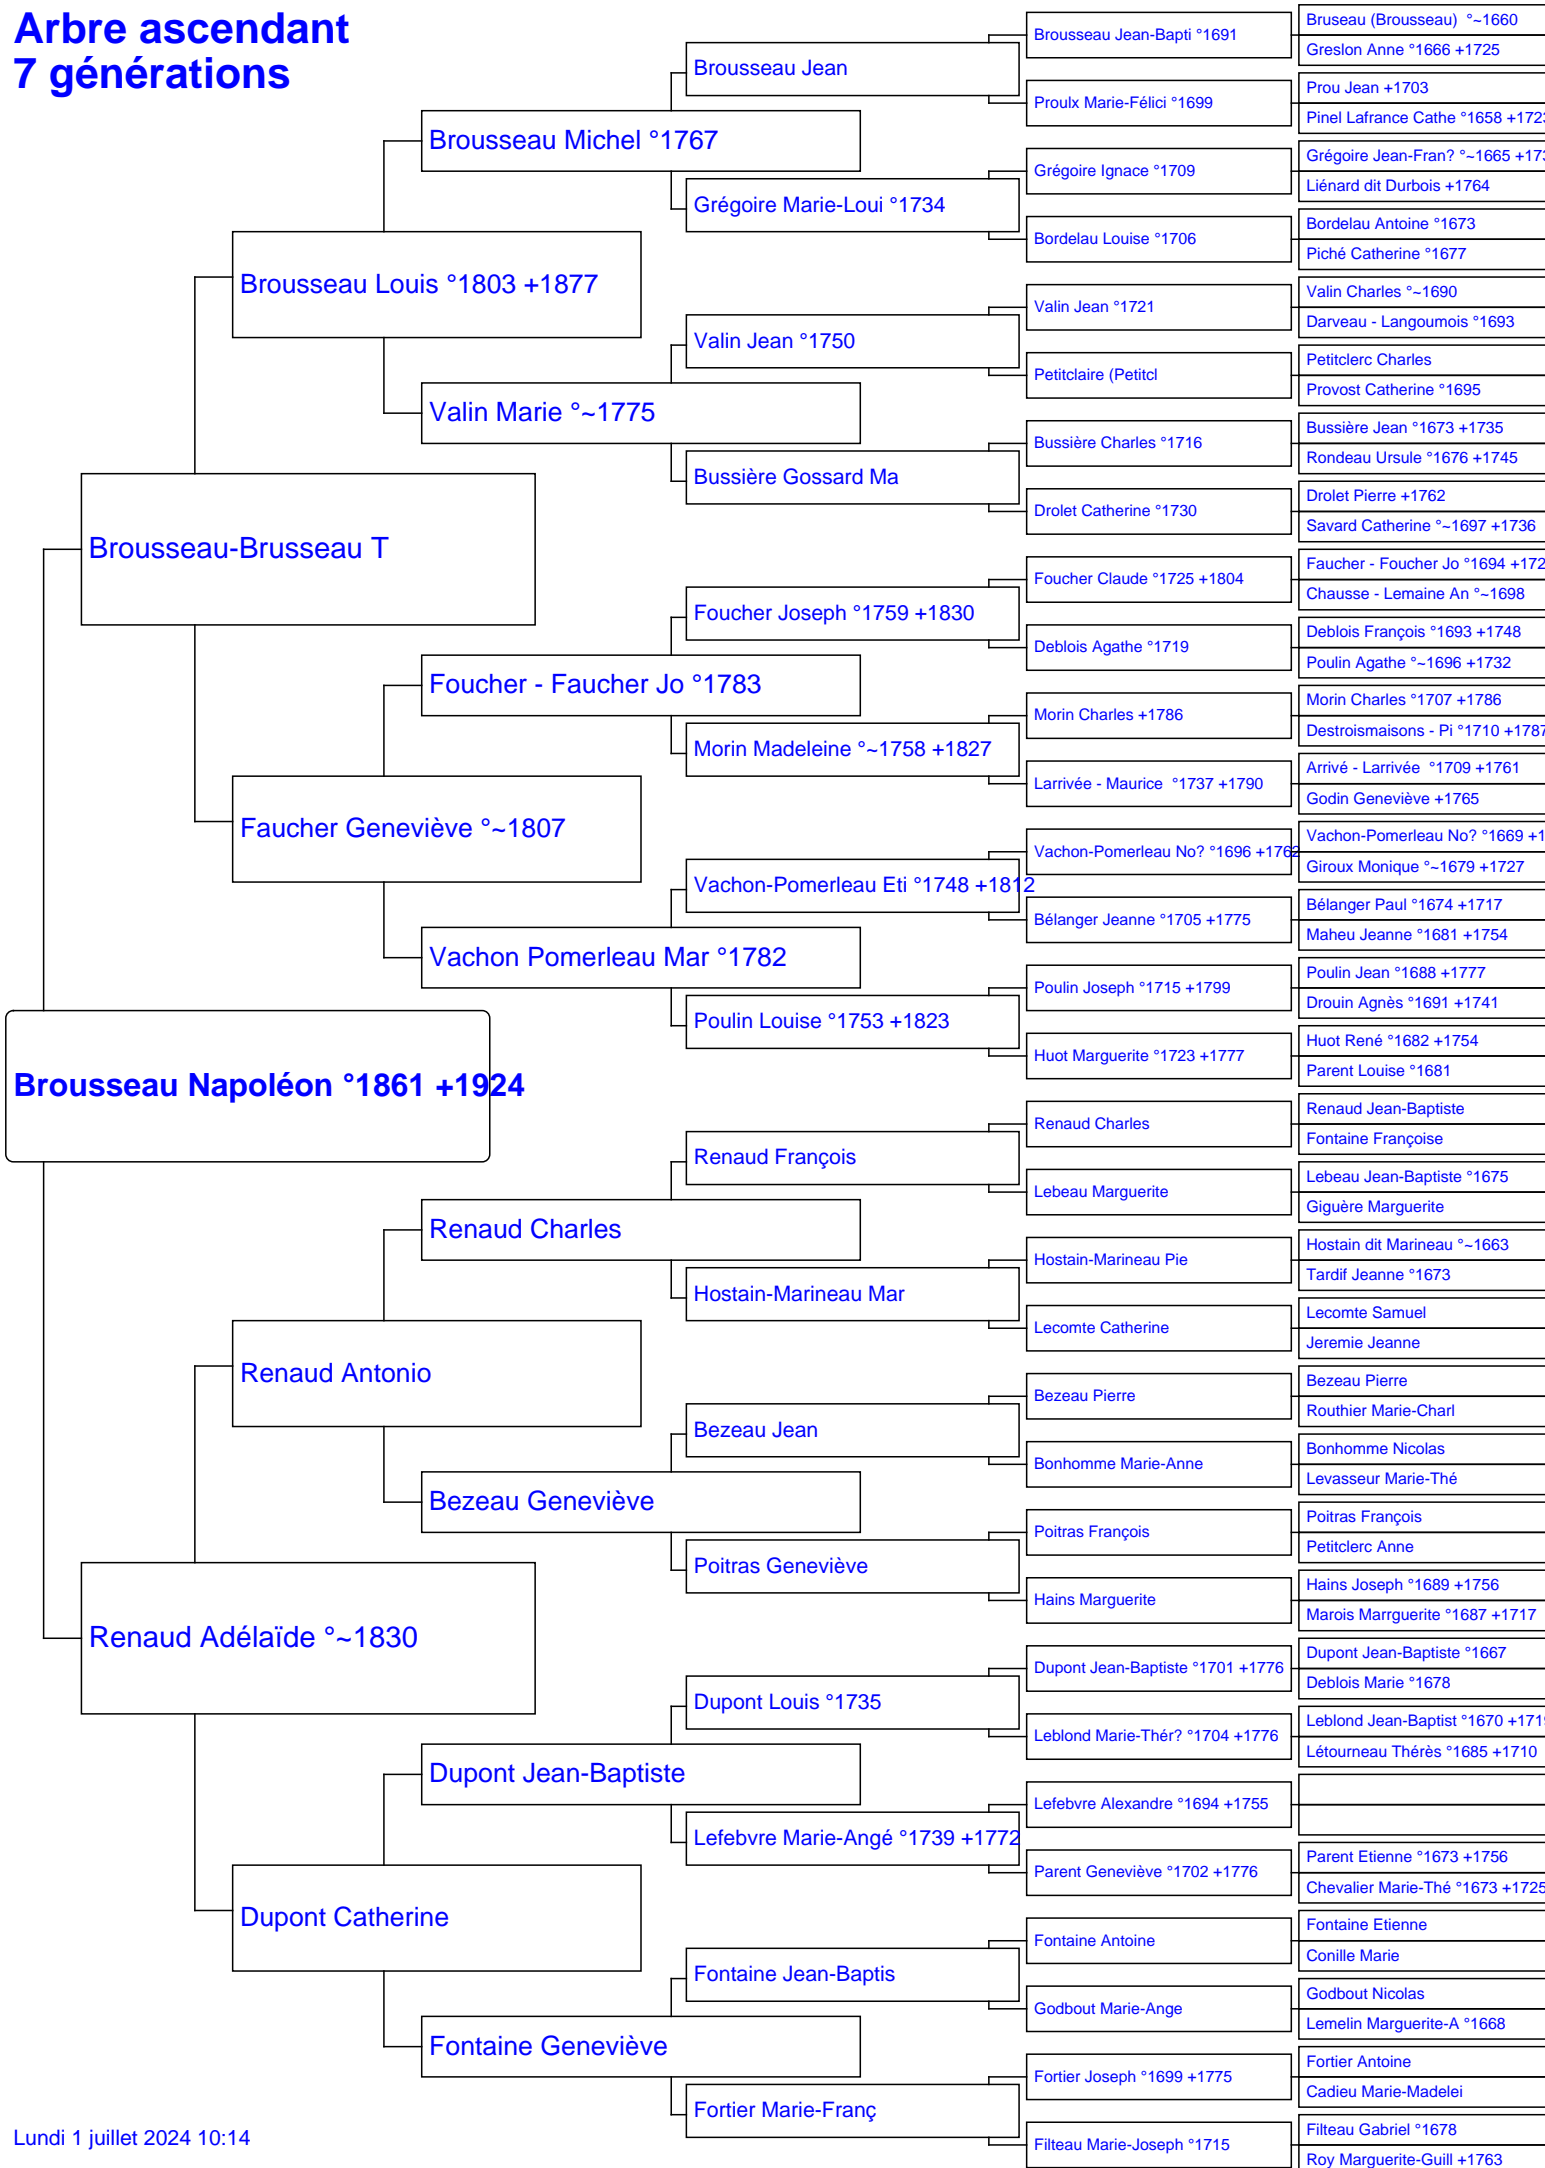 Arbre ascendant
7 générations
Brousseau Napoléon °1861 +1924
Brousseau-Brusseau T
Renaud Adélaïde °~1830
Brousseau Louis °1803 +1877
Faucher Geneviève °~1807
Renaud Antonio
Dupont Catherine
Brousseau Michel °1767
Valin Marie °~1775
Foucher - Faucher Jo °1783
Vachon Pomerleau Mar °1782
Renaud Charles
Bezeau Geneviève
Dupont Jean-Baptiste
Fontaine Geneviève
Brousseau Jean
Grégoire Marie-Loui °1734
Valin Jean °1750
Bussière Gossard Ma
Foucher Joseph °1759 +1830
Morin Madeleine °~1758 +1827
Vachon-Pomerleau Eti °1748 +1812
Poulin Louise °1753 +1823
Renaud François
Hostain-Marineau Mar
Bezeau Jean
Poitras Geneviève
Dupont Louis °1735
Lefebvre Marie-Angé °1739 +1772
Fontaine Jean-Baptis
Fortier Marie-Franç
Brousseau Jean-Bapti °1691
Proulx Marie-Félici °1699
Grégoire Ignace °1709
Bordelau Louise °1706
Valin Jean °1721
Petitclaire (Petitcl
Bussière Charles °1716
Drolet Catherine °1730
Foucher Claude °1725 +1804
Deblois Agathe °1719
Morin Charles +1786
Larrivée - Maurice  °1737 +1790
Vachon-Pomerleau No? °1696 +1762
Bélanger Jeanne °1705 +1775
Poulin Joseph °1715 +1799
Huot Marguerite °1723 +1777
Renaud Charles
Lebeau Marguerite
Hostain-Marineau Pie
Lecomte Catherine
Bezeau Pierre
Bonhomme Marie-Anne
Poitras François
Hains Marguerite
Dupont Jean-Baptiste °1701 +1776
Leblond Marie-Thér? °1704 +1776
Lefebvre Alexandre °1694 +1755
Parent Geneviève °1702 +1776
Fontaine Antoine
Godbout Marie-Ange
Fortier Joseph °1699 +1775
Filteau Marie-Joseph °1715
Bruseau (Brousseau)  °~1660
Greslon Anne °1666 +1725
Prou Jean +1703
Pinel Lafrance Cathe °1658 +1723
Grégoire Jean-Fran? °~1665 +173
Liénard dit Durbois +1764
Bordelau Antoine °1673
Piché Catherine °1677
Valin Charles °~1690
Darveau - Langoumois °1693
Petitclerc Charles
Provost Catherine °1695
Bussière Jean °1673 +1735
Rondeau Ursule °1676 +1745
Drolet Pierre +1762
Savard Catherine °~1697 +1736
Faucher - Foucher Jo °1694 +172
Chausse - Lemaine An °~1698
Deblois François °1693 +1748
Poulin Agathe °~1696 +1732
Morin Charles °1707 +1786
Destroismaisons - Pi °1710 +1787
Arrivé - Larrivée  °1709 +1761
Godin Geneviève +1765
Vachon-Pomerleau No? °1669 +1
Giroux Monique °~1679 +1727
Bélanger Paul °1674 +1717
Maheu Jeanne °1681 +1754
Poulin Jean °1688 +1777
Drouin Agnès °1691 +1741
Huot René °1682 +1754
Parent Louise °1681
Renaud Jean-Baptiste
Fontaine Françoise
Lebeau Jean-Baptiste °1675
Giguère Marguerite
Hostain dit Marineau °~1663
Tardif Jeanne °1673
Lecomte Samuel
Jeremie Jeanne
Bezeau Pierre
Routhier Marie-Charl
Bonhomme Nicolas
Levasseur Marie-Thé
Poitras François
Petitclerc Anne
Hains Joseph °1689 +1756
Marois Marrguerite °1687 +1717
Dupont Jean-Baptiste °1667
Deblois Marie °1678
Leblond Jean-Baptist °1670 +1719
Létourneau Thérès °1685 +1710
Parent Etienne °1673 +1756
Chevalier Marie-Thé °1673 +1725
Fontaine Etienne
Conille Marie
Godbout Nicolas
Lemelin Marguerite-A °1668
Fortier Antoine
Cadieu Marie-Madelei
Filteau Gabriel °1678
Roy Marguerite-Guill +1763
Lundi 1 juillet 2024 10:14